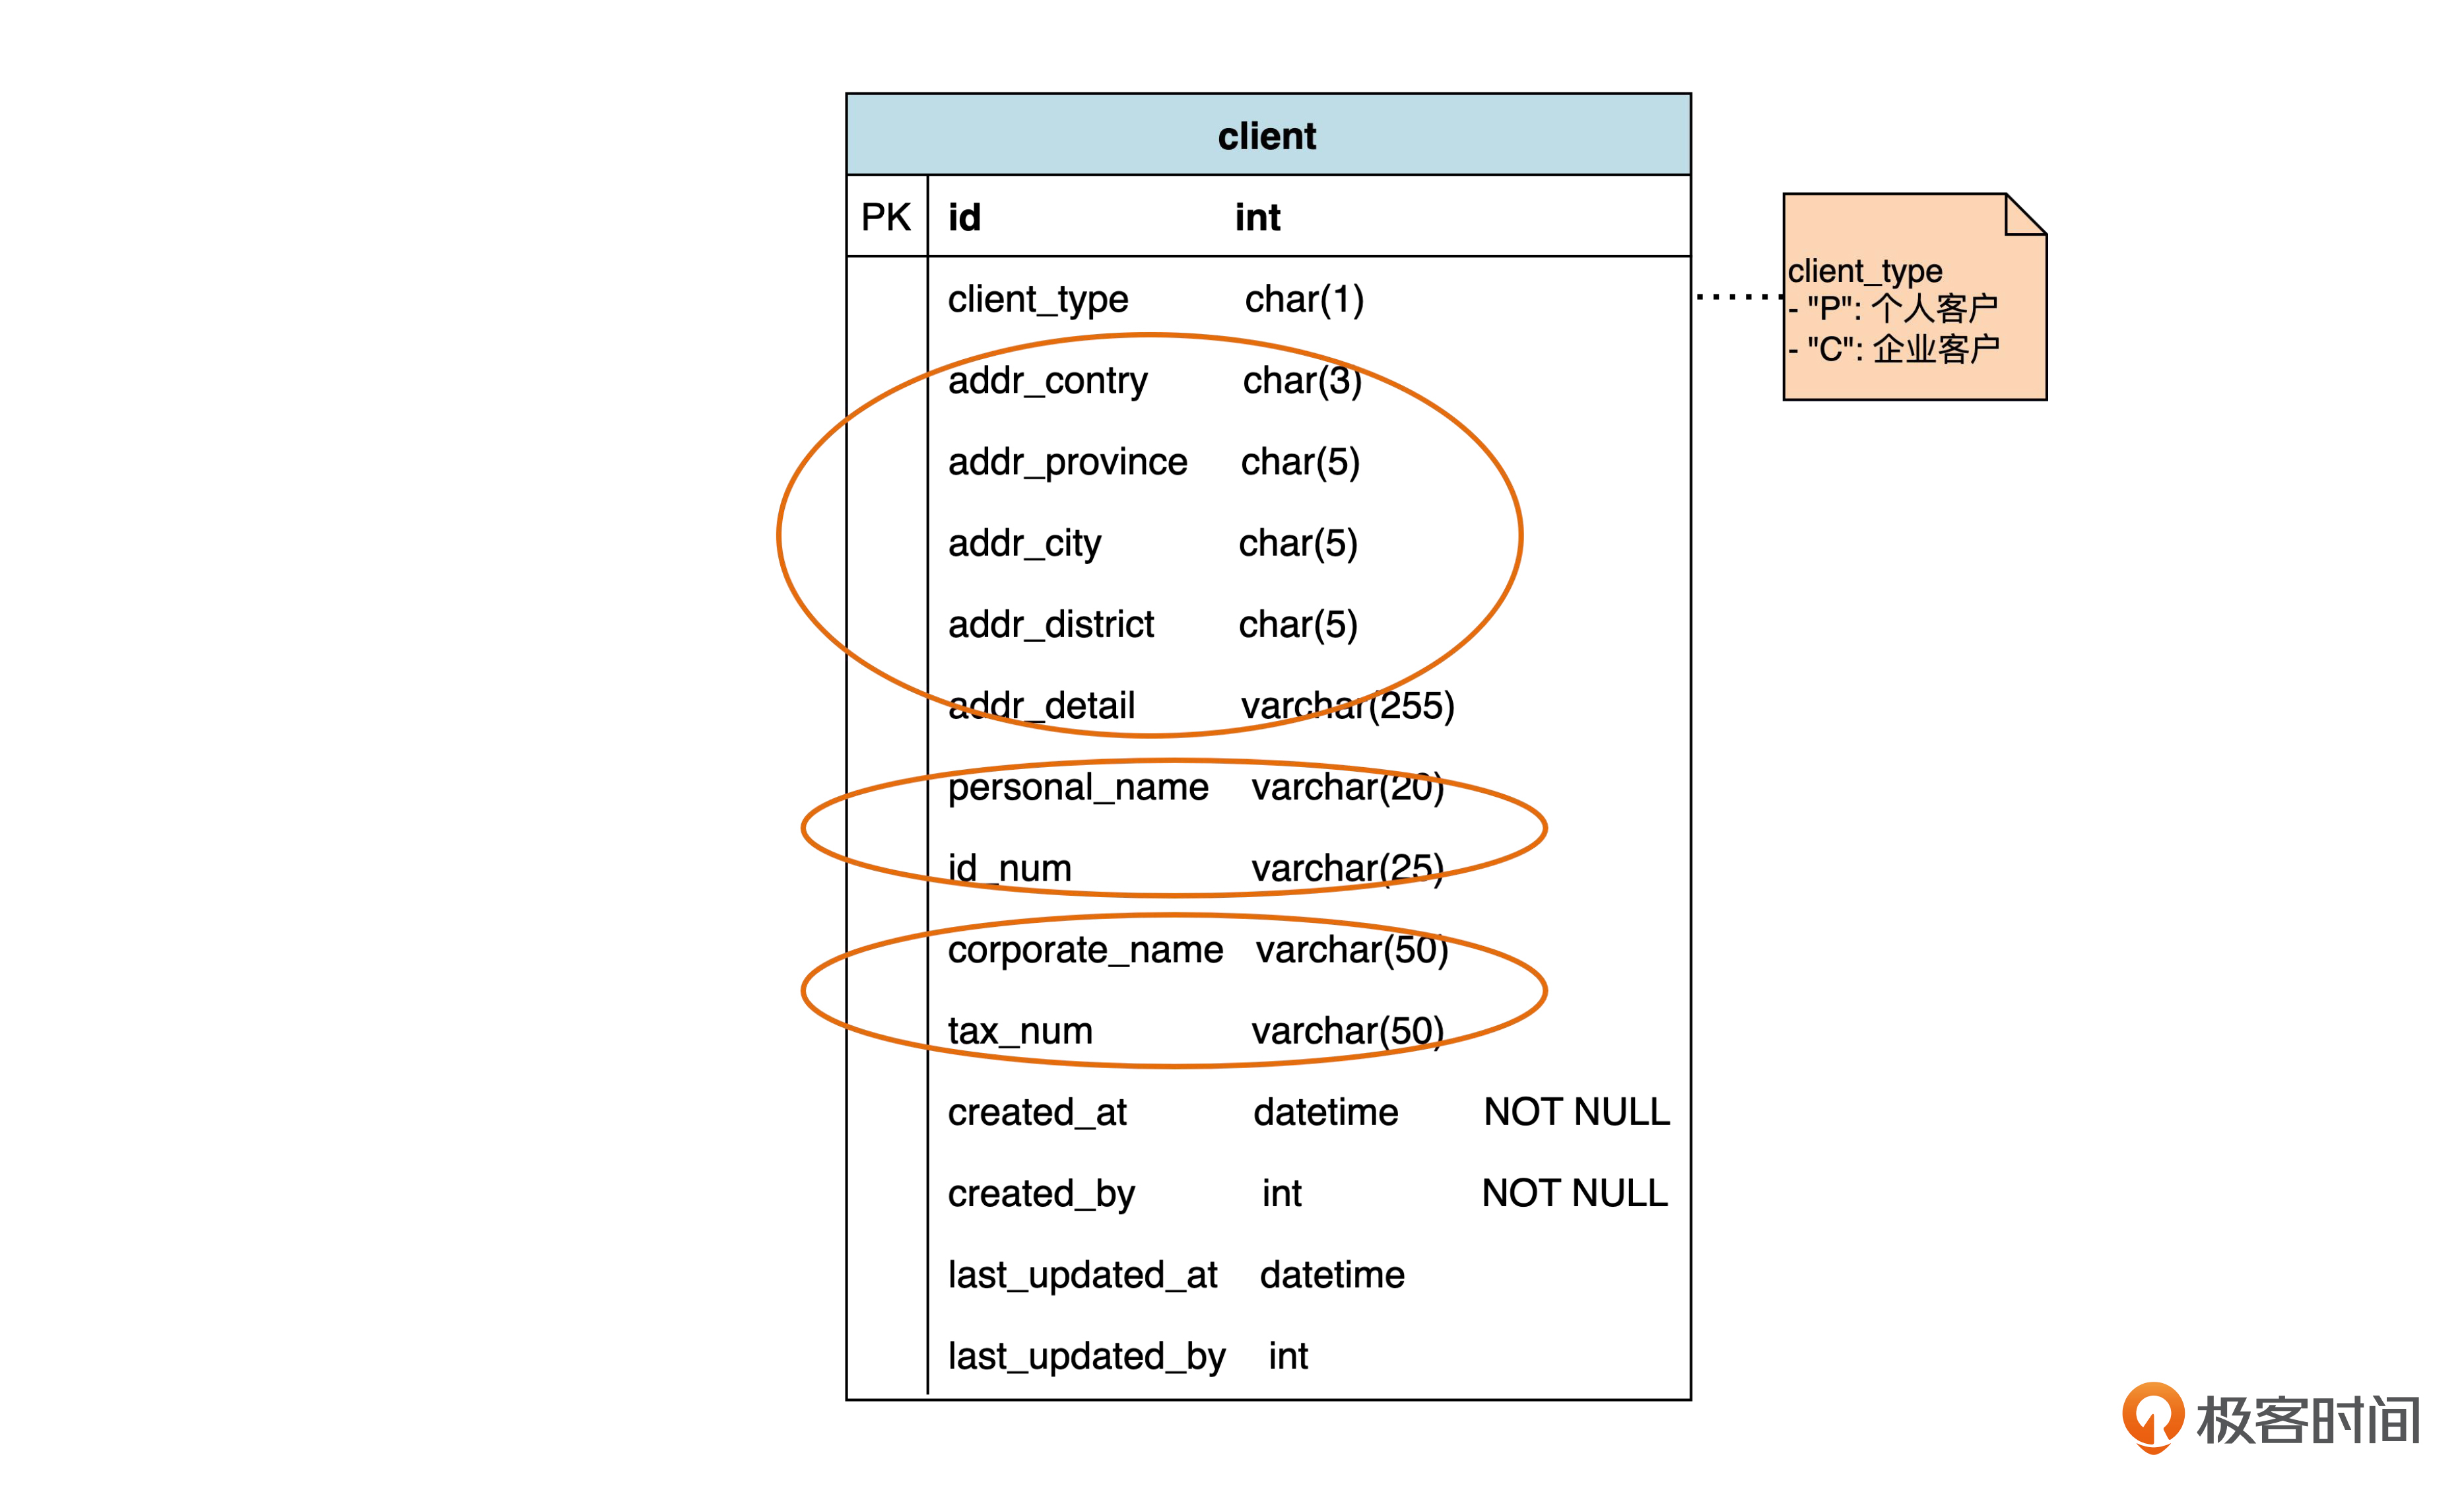 client
PK id int
client_type char(1)
addr_contry char(3)
addr_province char(5)
addr_city char(5)
addr_district char(5)
addr_detail varchar(255)
personal_name varchar(20)
id_num varchar(25)
corporate_name varchar(50)
tax_num varchar(50)
created_at datetime NOT NULL
created_by int NOT NULL
last_updated_at datetime
last_updated_by int
client_type
- "P": 个人客户
- "C": 企业客户
极客时间